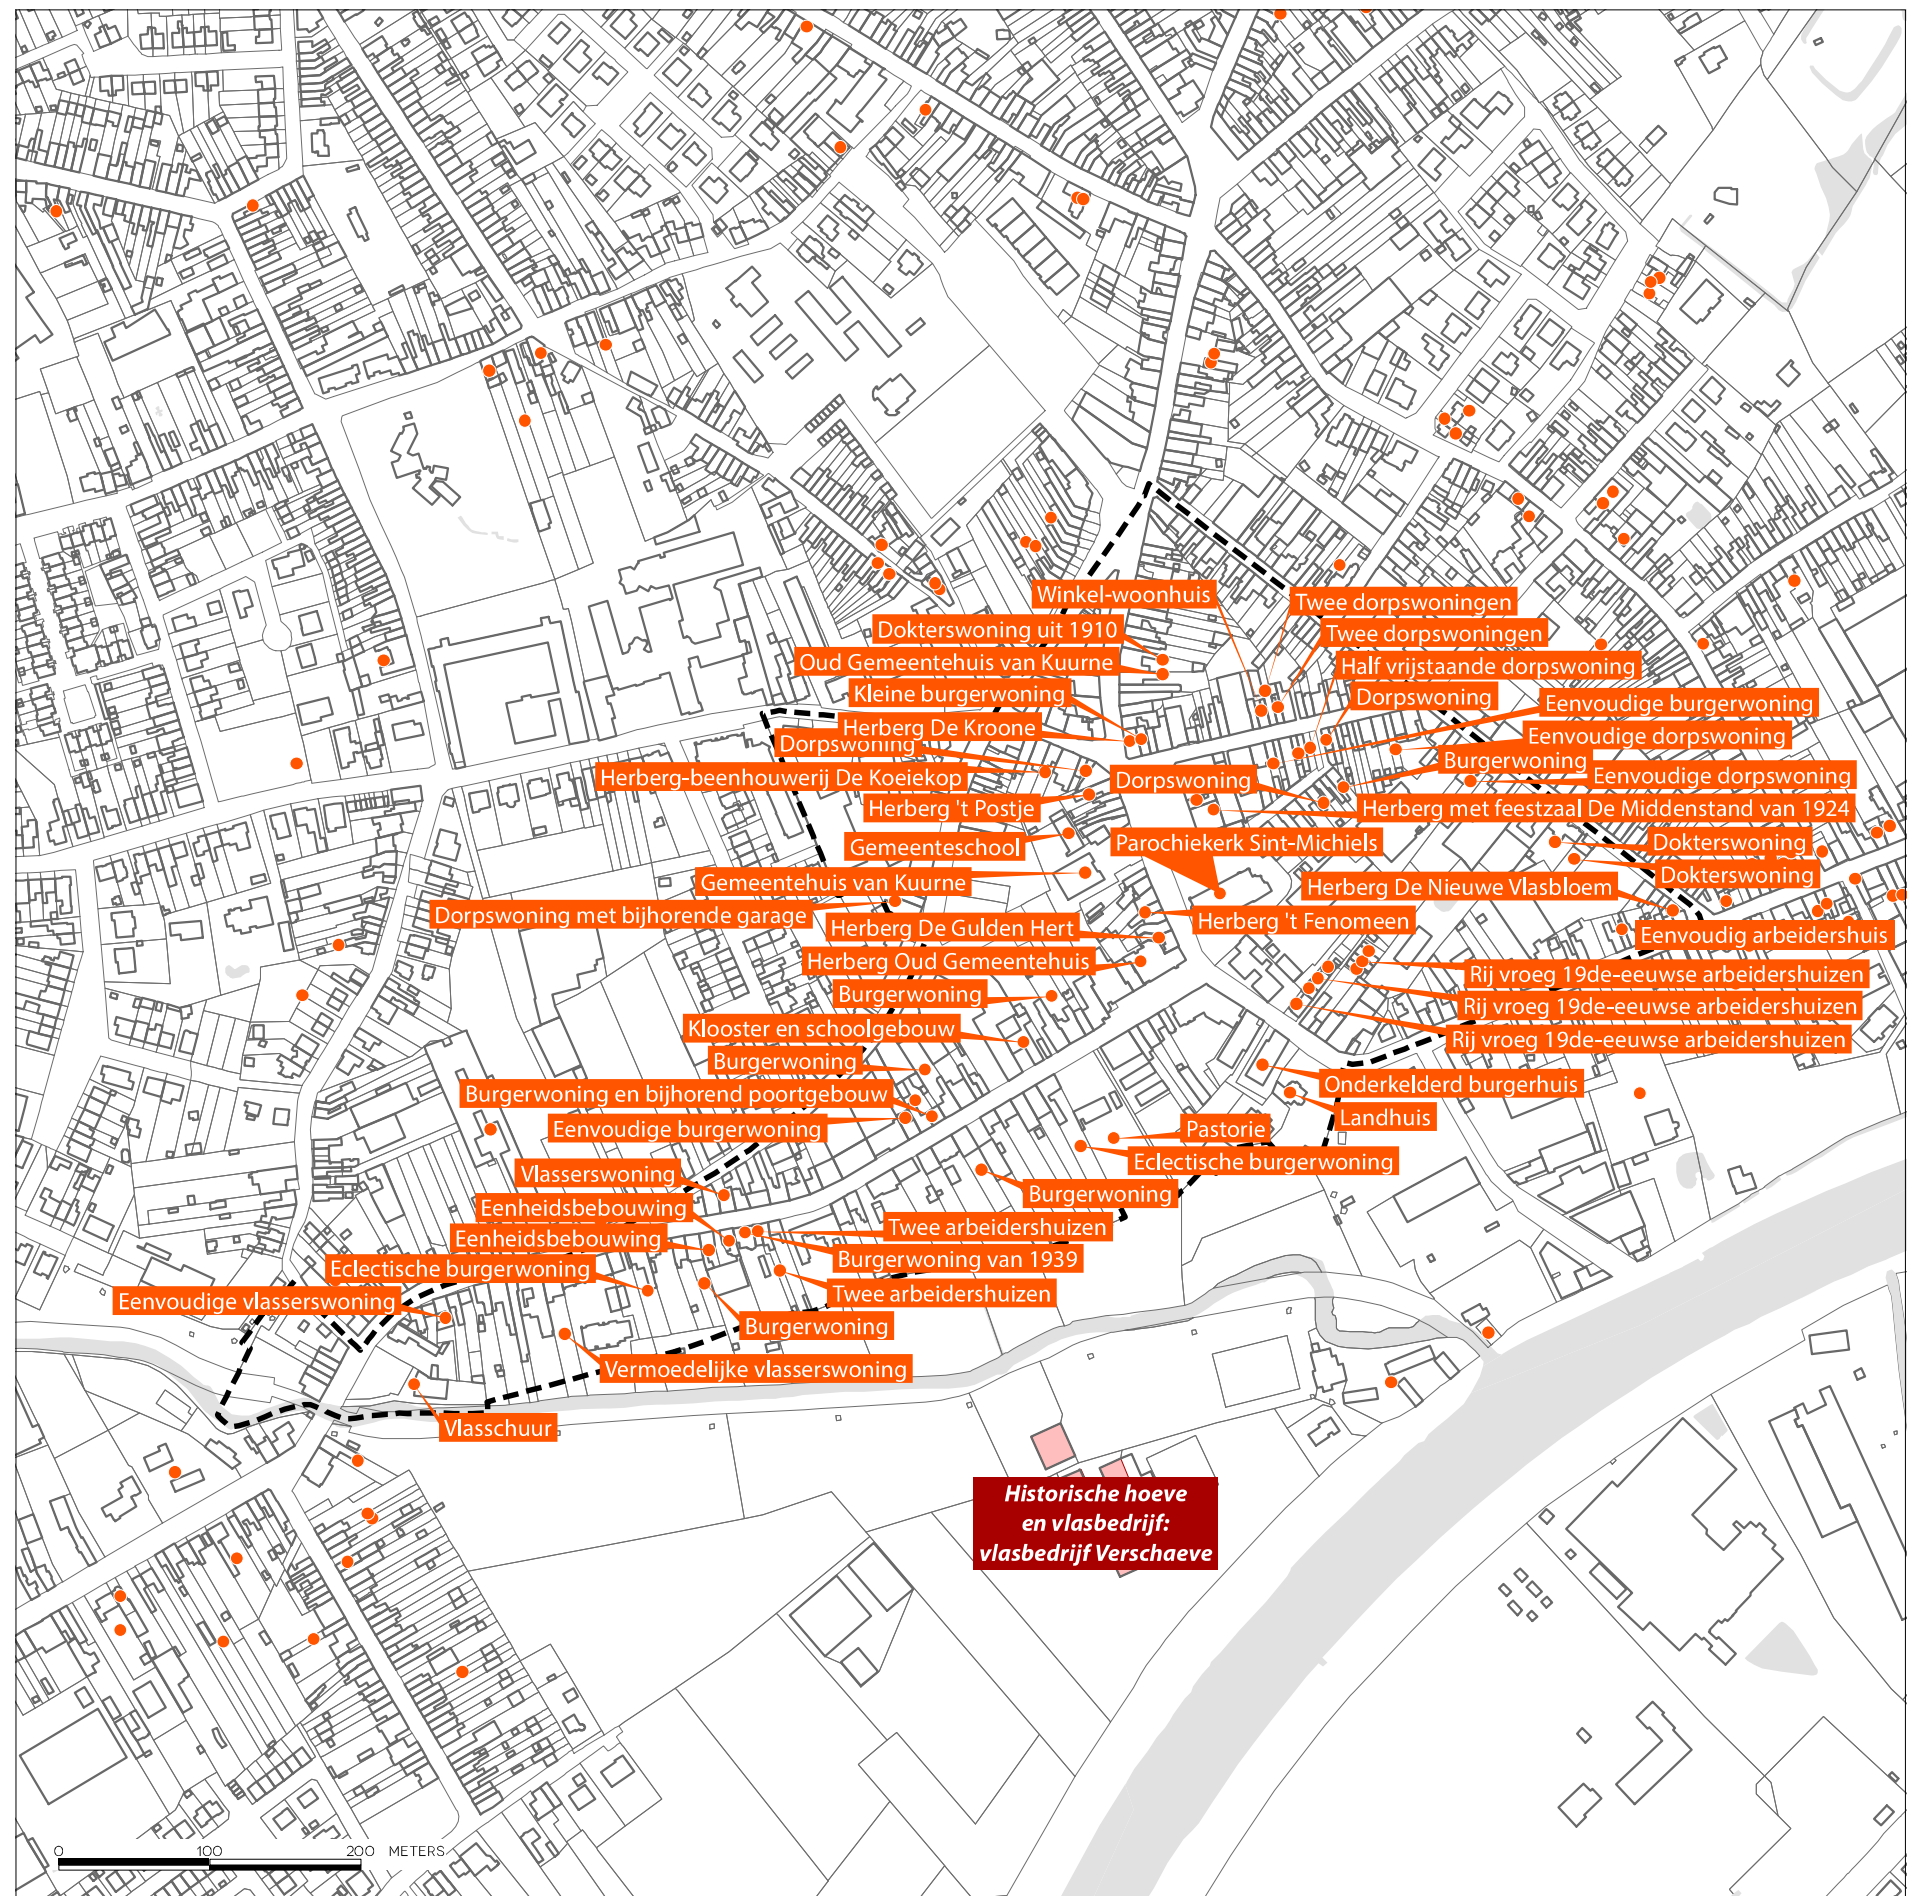 Winkel-woonhuis
Twee dorpswoningen
Dokterswoning uit 1910
Twee dorpswoningen
Oud Gemeentehuis van Kuurne
Half vrijstaande dorpswoning
Kleine burgerwoning
Dorpswoning
Eenvoudige burgerwoning
Herberg De Kroone
Eenvoudige dorpswoning
Dorpswoning
Burgerwoning
Herberg-beenhouwerij De Koeiekop
Dorpswoning
Eenvoudige dorpswoning
Herberg 't Postje
Herberg met feestzaal De Middenstand van 1924
Gemeenteschool
Parochiekerk Sint-Michiels
Dokterswoning
Gemeentehuis van Kuurne
Herberg De Nieuwe Vlasbloem
Dokterswoning
Dorpswoning met bijhorende garage
Herberg De Gulden Hert
Herberg 't Fenomeen
Eenvoudig arbeidershuis
Herberg Oud Gemeentehuis
Rij vroeg 19de-eeuwse arbeidershuizen
Burgerwoning
Rij vroeg 19de-eeuwse arbeidershuizen
Klooster en schoolgebouw
Rij vroeg 19de-eeuwse arbeidershuizen
Burgerwoning
Onderkelderd burgerhuis
Burgerwoning en bijhorend poortgebouw
Landhuis
Eenvoudige burgerwoning
Pastorie
Eclectische burgerwoning
Vlasserswoning
Burgerwoning
Eenheidsbebouwing
Twee arbeidershuizen
Eenheidsbebouwing
Burgerwoning van 1939
Eclectische burgerwoning
Twee arbeidershuizen
Eenvoudige vlasserswoning
Burgerwoning
Vermoedelijke vlasserswoning
Vlasschuur
Historische hoeve
en vlasbedrijf:
vlasbedrijf Verschaeve
0 100 200 METERS